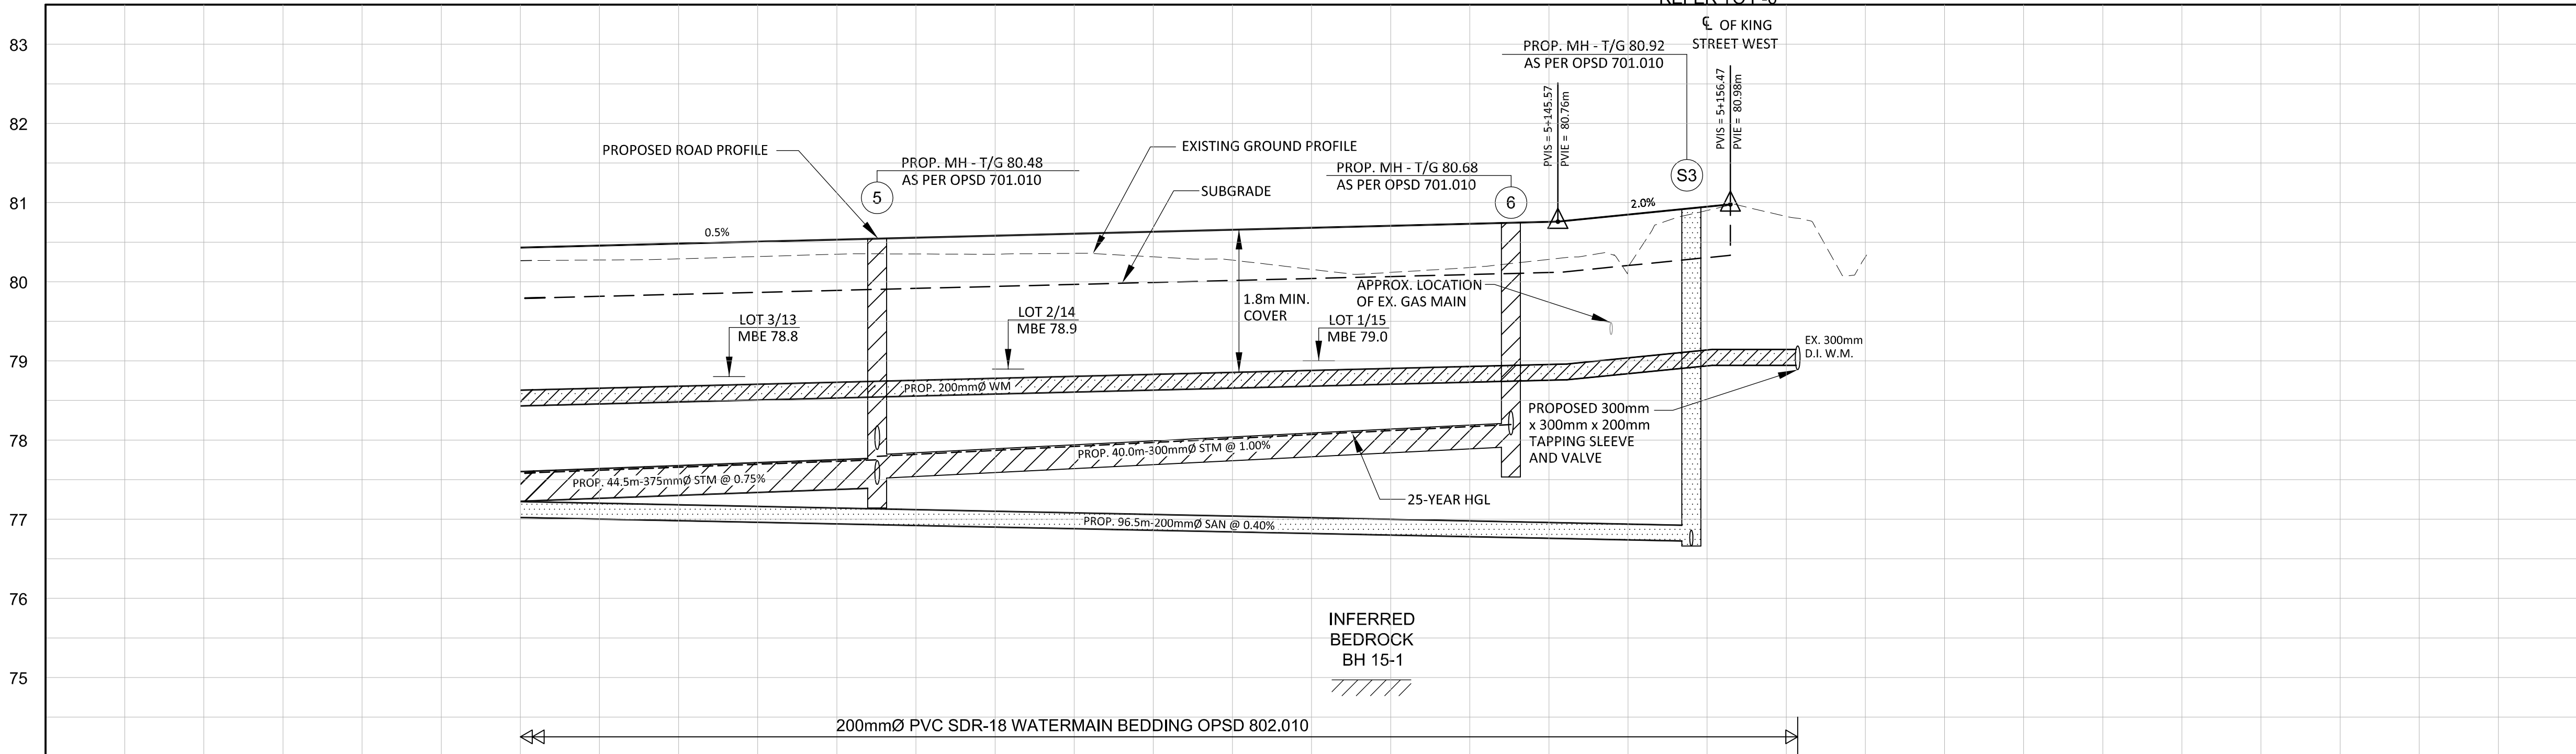 ℄ OF KING
STREET WEST
83
82
81
80
79
78
77
76
75
PROP. MH - T/G 80.92
AS PER OPSD 701.010
PVIS = 5+145.57
PVIE = 80.76m
PVIS = 5+156.47
PVIE = 80.98m
PROPOSED ROAD PROFILE
EXISTING GROUND PROFILE
PROP. MH - T/G 80.48
AS PER OPSD 701.010
PROP. MH - T/G 80.68
AS PER OPSD 701.010
SUBGRADE
5
6
S3
0.5%
2.0%
APPROX. LOCATION
OF EX. GAS MAIN
1.8m MIN.
COVER
LOT 3/13
MBE 78.8
LOT 2/14
MBE 78.9
LOT 1/15
MBE 79.0
EX. 300mm
D.I. W.M.
PROP. 200mmØ WM
PROPOSED 300mm
x 300mm x 200mm
TAPPING SLEEVE
AND VALVE
PROP. 40.0m-300mmØ STM @ 1.00%
PROP. 44.5m-375mmØ STM @ 0.75%
25-YEAR HGL
PROP. 96.5m-200mmØ SAN @ 0.40%
INFERRED
BEDROCK
BH 15-1
200mmØ PVC SDR-18 WATERMAIN BEDDING OPSD 802.010